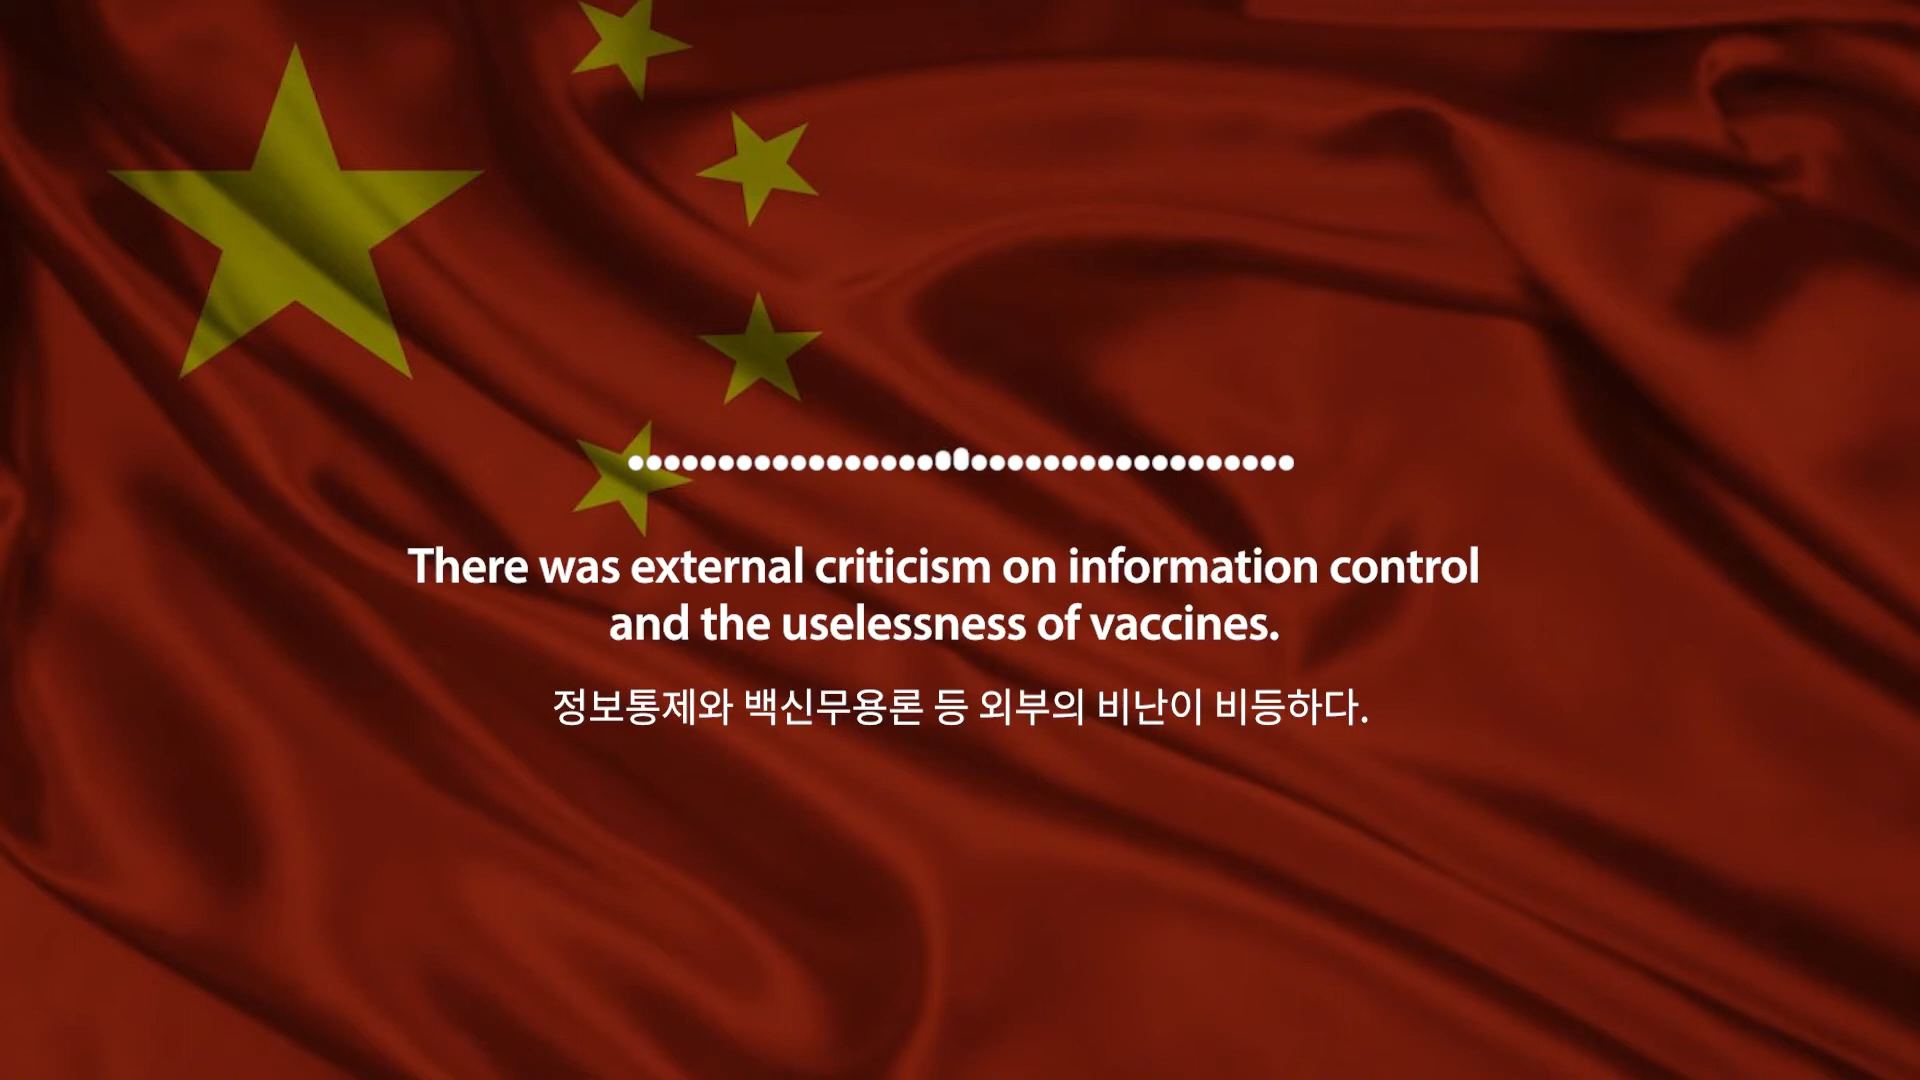 There was external criticism on information control
and the uselessness of vaccines.
정보통제와 백신무용론 등 외부의 비난이 비등하다.